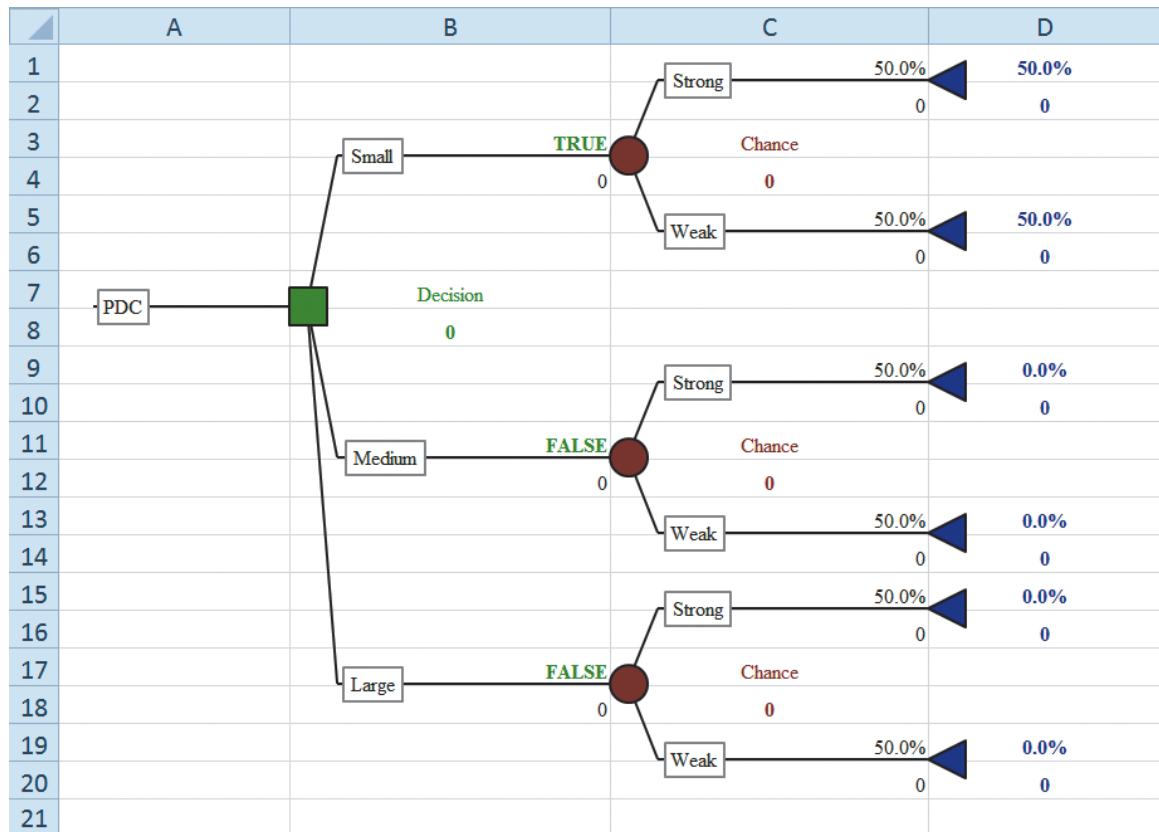 A B C D
1 Strong 50.0% 50.0%
2 0 0
3 Small TRUE Chance
4 0 0
5 Weak 50.0% 50.0%
6 0 0
7 PDC Decision
8 0
9 Strong 50.0% 0.0%
10 0 0
11 Medium FALSE Chance
12 0 0
13 Weak 50.0% 0.0%
14 0 0
15 Strong 50.0% 0.0%
16 0 0
17 Large FALSE Chance
18 0 0
19 Weak 50.0% 0.0%
20 0 0
21